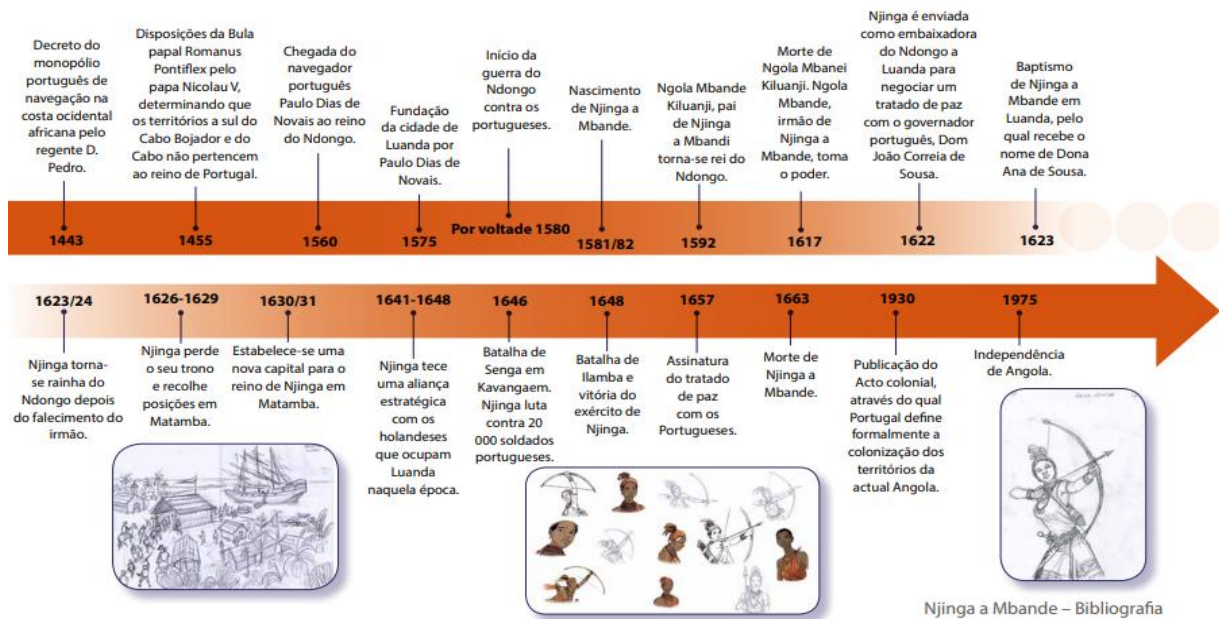 Decreto do
monopólio
português de
navegação na
costa ocidental
africana pelo
regente D.
Pedro.
1443
Disposições da Bula
papal Romanus
Pontiflex pelo
papa Nicolau V,
determinando que
os territórios a sul do
Cabo Bojador e do
Cabo não pertencem
ao reino de Portugal.
1455
Chegada do
navegador
português
Paulo Dias de
Novais ao reino
do Ndongo.
1560
Fundação
da cidade de
Luanda por
Paulo Dias de
Novais.
1575
Início da
guerra do
Ndongo
contra os
portugueses.
Por voltade 1580
Nascimento
de Njinga a
Mbande.
1581/82
Ngola Mbande
Kiluanji, pai
de Njinga
a Mbandi
torna-se rei do
Ndongo.
1592
Morte de
Ngola Mbanei
Kiluanji. Ngola
Mbande,
irmão de
Njinga a
Mbande, toma
o poder.
1617
Njinga é enviada
como embaixadora
do Ndongo a
Luanda para
negociar um
tratado de paz
com o governador
português, Dom
João Correia de
Sousa.
1622
Baptismo
de Njinga a
Mbande em
Luanda, pelo
qual recebe o
nome de Dona
Ana de Sousa.
1623
1623/24
Njinga torna-
se rainha do
Ndongo depois
do falecimento do
irmão.
1626-1629
Njinga perde
o seu trono e
recolhe
posições em
Matamba.
1630/31
Estabelece-se uma
nova capital para o
reino de Njinga em
Matamba.
1641-1648
Njinga tece
uma aliança
estratégica
com os
holandeses
que ocupam
Luanda
naquela época.
1646
Batalha de
Senga em
Kavangaem.
Njinga luta
contra 20
000 soldados
portugueses.
1648
Batalha de
Ilamba e
vitória do
exército de
Njinga.
1657
Assinatura
do tratado
de paz
com os
Portugueses.
1663
Morte de
Njinga a
Mbande.
1930
Publicação do
Acto colonial,
através do qual
Portugal define
formalmente a
colonização dos
territórios da
actual Angola.
1975
Independência
de Angola.
Njinga a Mbande – Bibliografia